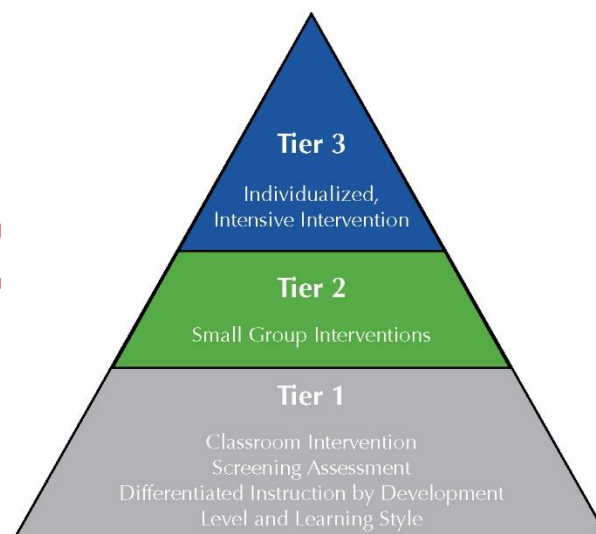 Tier 3
Individualized,
Intensive Intervention
Tier 2
Small Group Interventions
Tier 1
Classroom Intervention
Screening Assessment
Differentiated Instruction by Development
Level and Learning Style